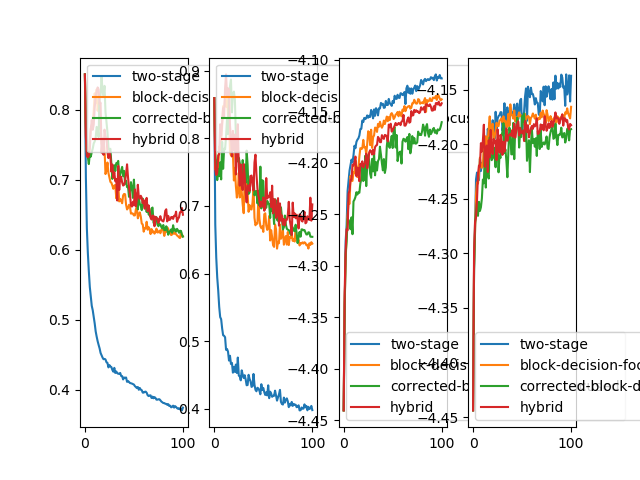 two-stage
block-decis
corrected-b
hybrid
0.8
0.7
0.6
0.5
0.4
0
100
two-stage
block-decis
corrected-b
hybrid
0.9
0.8
0.7
0.6
0.5
0.4
0
100
−4.10
−4.15
−4.20
−4.25
−4.30
−4.35
−4.40
−4.45
two-stage
block-decis
corrected-b
hybrid
0
100
−4.15
−4.20
−4.25
−4.30
−4.35
−4.40
−4.45
two-stage
block-decision-foc
corrected-block-d
hybrid
0
100